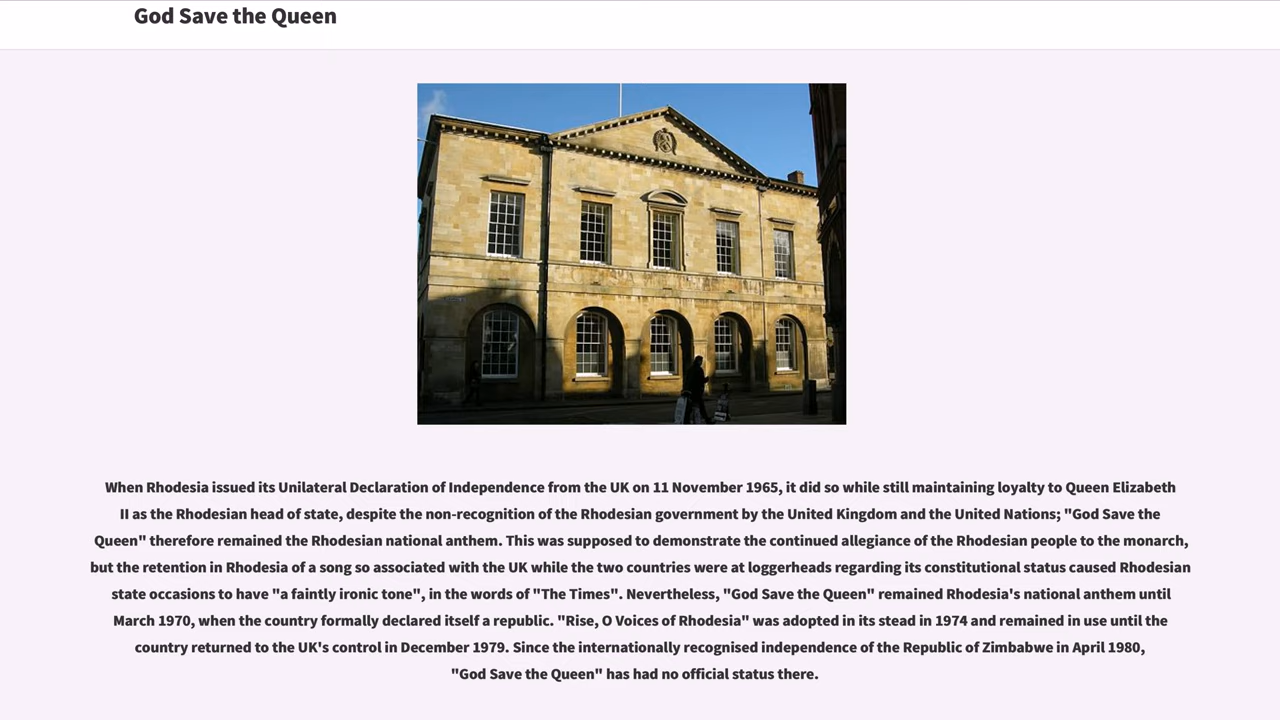 God Save the Queen
When Rhodesia issued its Unilateral Declaration of Independence from the UK on 11 November 1965, it did so while still maintaining loyalty to Queen Elizabeth
II as the Rhodesian head of state, despite the non-recognition of the Rhodesian government by the United Kingdom and the United Nations; "God Save the
Queen" therefore remained the Rhodesian national anthem. This was supposed to demonstrate the continued allegiance of the Rhodesian people to the monarch,
but the retention in Rhodesia of a song so associated with the UK while the two countries were at loggerheads regarding its constitutional status caused Rhodesian
state occasions to have "a faintly ironic tone", in the words of "The Times". Nevertheless, "God Save the Queen" remained Rhodesia's national anthem until
March 1970, when the country formally declared itself a republic. "Rise, O Voices of Rhodesia" was adopted in its stead in 1974 and remained in use until the
country returned to the UK's control in December 1979. Since the internationally recognised independence of the Republic of Zimbabwe in April 1980,
"God Save the Queen" has had no official status there.